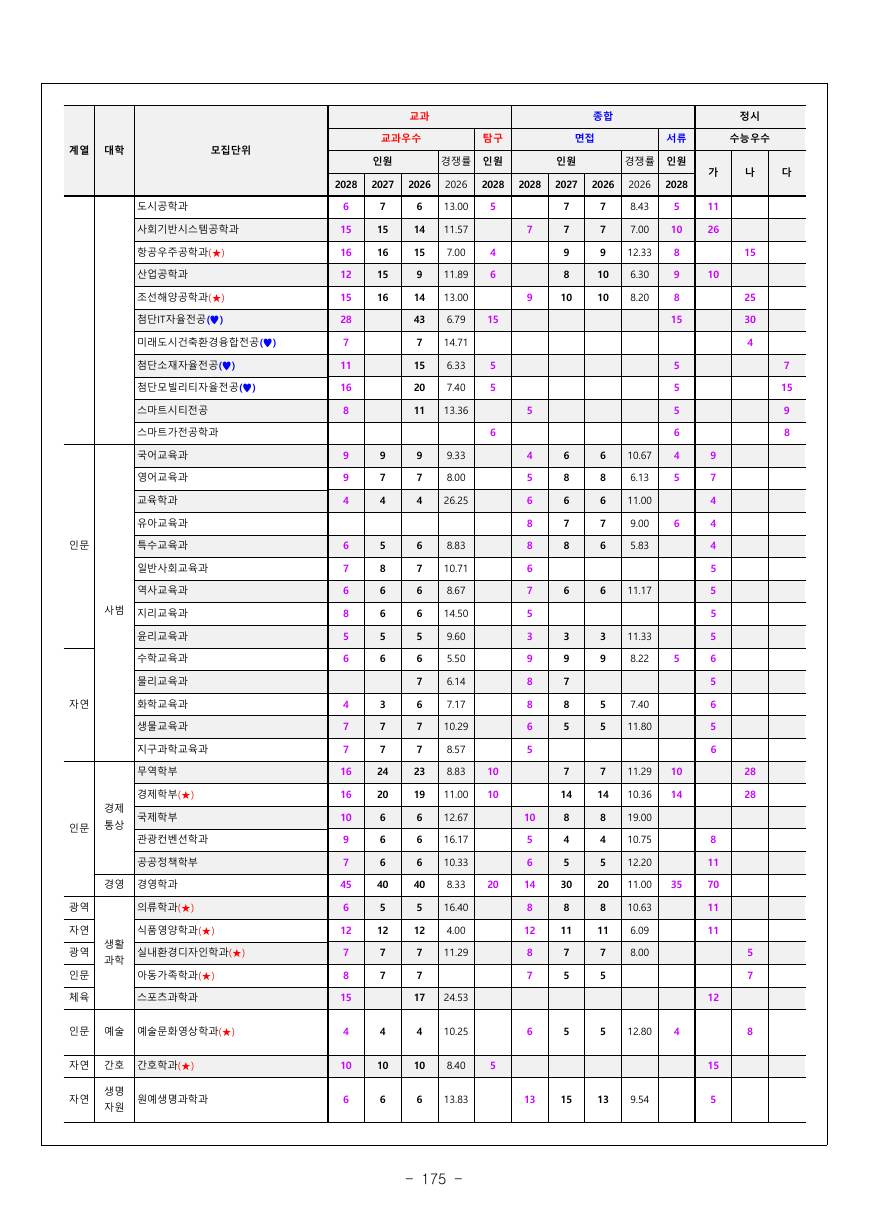 계열 대학 모집단위 교과 종합 정시
교과우수 탐구 면접 서류 수능우수
인원 경쟁률 인원 인원 경쟁률 인원 가 나 다
2028 2027 2026 2026 2028 2028 2027 2026 2026 2028
도시공학과 6 7 6 13.00 5 7 7 8.43 5 11
사회기반시스템공학과 15 15 14 11.57 7 7 7 7.00 10 26
항공우주공학과(★) 16 16 15 7.00 4 9 9 12.33 8 15
산업공학과 12 15 9 11.89 6 8 10 6.30 9 10
조선해양공학과(★) 15 16 14 13.00 9 10 10 8.20 8 25
첨단IT자율전공(♥) 28 43 6.79 15 15 30
미래도시건축환경융합전공(♥) 7 7 14.71 4
첨단소재자율전공(♥) 11 15 6.33 5 5 7
첨단모빌리티자율전공(♥) 16 20 7.40 5 5 15
스마트시티전공 8 11 13.36 5 5 9
스마트가전공학과 6 6 8
국어교육과 9 9 9 9.33 4 6 6 10.67 4 9
영어교육과 9 7 7 8.00 5 8 8 6.13 5 7
교육학과 4 4 4 26.25 6 6 6 11.00 4
유아교육과 8 7 7 9.00 6 4
인문 특수교육과 6 5 6 8.83 8 8 6 5.83 4
일반사회교육과 7 8 7 10.71 6 5
역사교육과 6 6 6 8.67 7 6 6 11.17 5
사범 지리교육과 8 6 6 14.50 5 5
윤리교육과 5 5 5 9.60 3 3 3 11.33 5
수학교육과 6 6 6 5.50 9 9 9 8.22 5 6
물리교육과 7 6.14 8 7 5
자연 화학교육과 4 3 6 7.17 8 8 5 7.40 6
생물교육과 7 7 7 10.29 6 5 5 11.80 5
지구과학교육과 7 7 7 8.57 5 6
무역학부 16 24 23 8.83 10 7 7 11.29 10 28
경제학부(★) 16 20 19 11.00 10 14 14 10.36 14 28
경제
통상
국제학부 10 6 6 12.67 10 8 8 19.00
인문
관광컨벤션학과 9 6 6 16.17 5 4 4 10.75 8
공공정책학부 7 6 6 10.33 6 5 5 12.20 11
경영 경영학과 45 40 40 8.33 20 14 30 20 11.00 35 70
광역 의류학과(★) 6 5 5 16.40 8 8 8 10.63 11
자연 식품영양학과(★) 12 12 12 4.00 12 11 11 6.09 11
생활
과학
광역 실내환경디자인학과(★) 7 7 7 11.29 8 7 7 8.00 5
인문 아동가족학과(★) 8 7 7 7 5 5 7
체육 스포츠과학과 15 17 24.53 12
인문 예술 예술문화영상학과(★) 4 4 4 10.25 6 5 5 12.80 4 8
자연 간호 간호학과(★) 10 10 10 8.40 5 15
생명
자연 자원 원예생명과학과 6 6 6 13.83 13 15 13 9.54 5
- 175 -